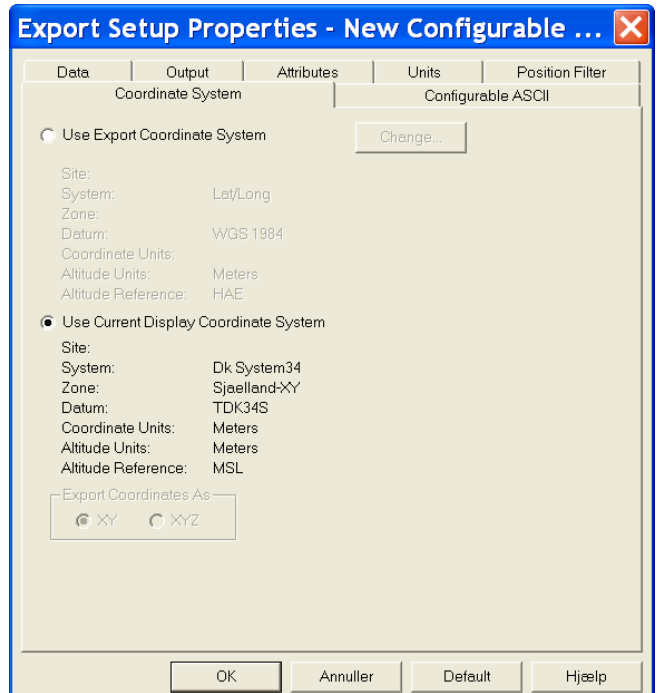 Export Setup Properties - New Configurable ...
Data Output Attributes Units Position Filter
Coordinate System Configurable ASCII
Use Export Coordinate System Change...
Site:
System: Lat/Long
Zone:
Datum: WGS 1984
Coordinate Units:
Altitude Units: Meters
Altitude Reference: HAE
Use Current Display Coordinate System
Site:
System: Dk System34
Zone: Sjaelland-XY
Datum: TDK34S
Coordinate Units: Meters
Altitude Units: Meters
Altitude Reference: MSL
Export Coordinates As
XY XYZ
OK Annuller Default Hjælp